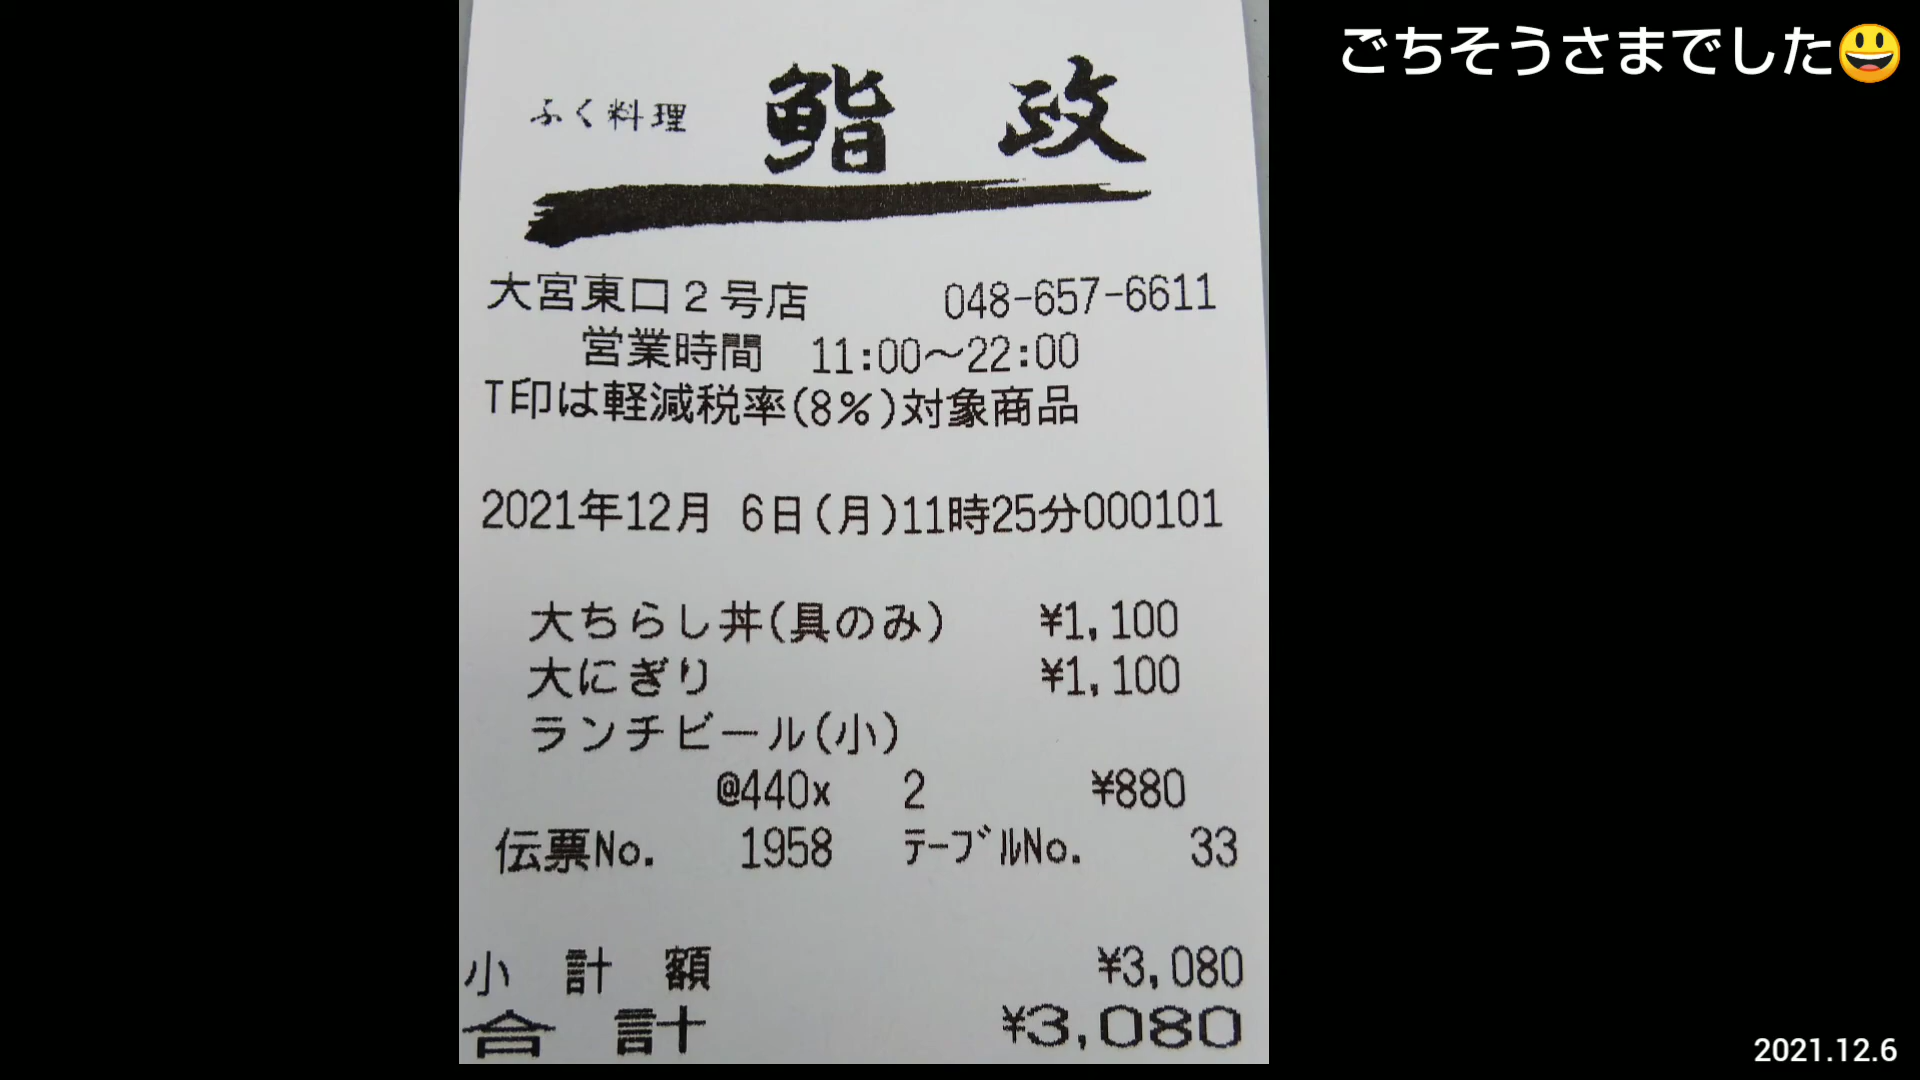 ごちそうさまでした😃
ふく料理 鮨 政
大宮東口2号店 048-657-6611
営業時間 11:00～22:00
T印は軽減税率(8%)対象商品
2021年12月 6日(月)11時25分000101
大ちらし丼(具のみ) ¥1,100
大にぎり ¥1,100
ランチビール(小)
@440x 2 ¥880
伝票No. 1958 ﾃｰﾌﾞﾙNo. 33
小 計 額 ¥3,080
合 計 ¥3,080
2021.12.6